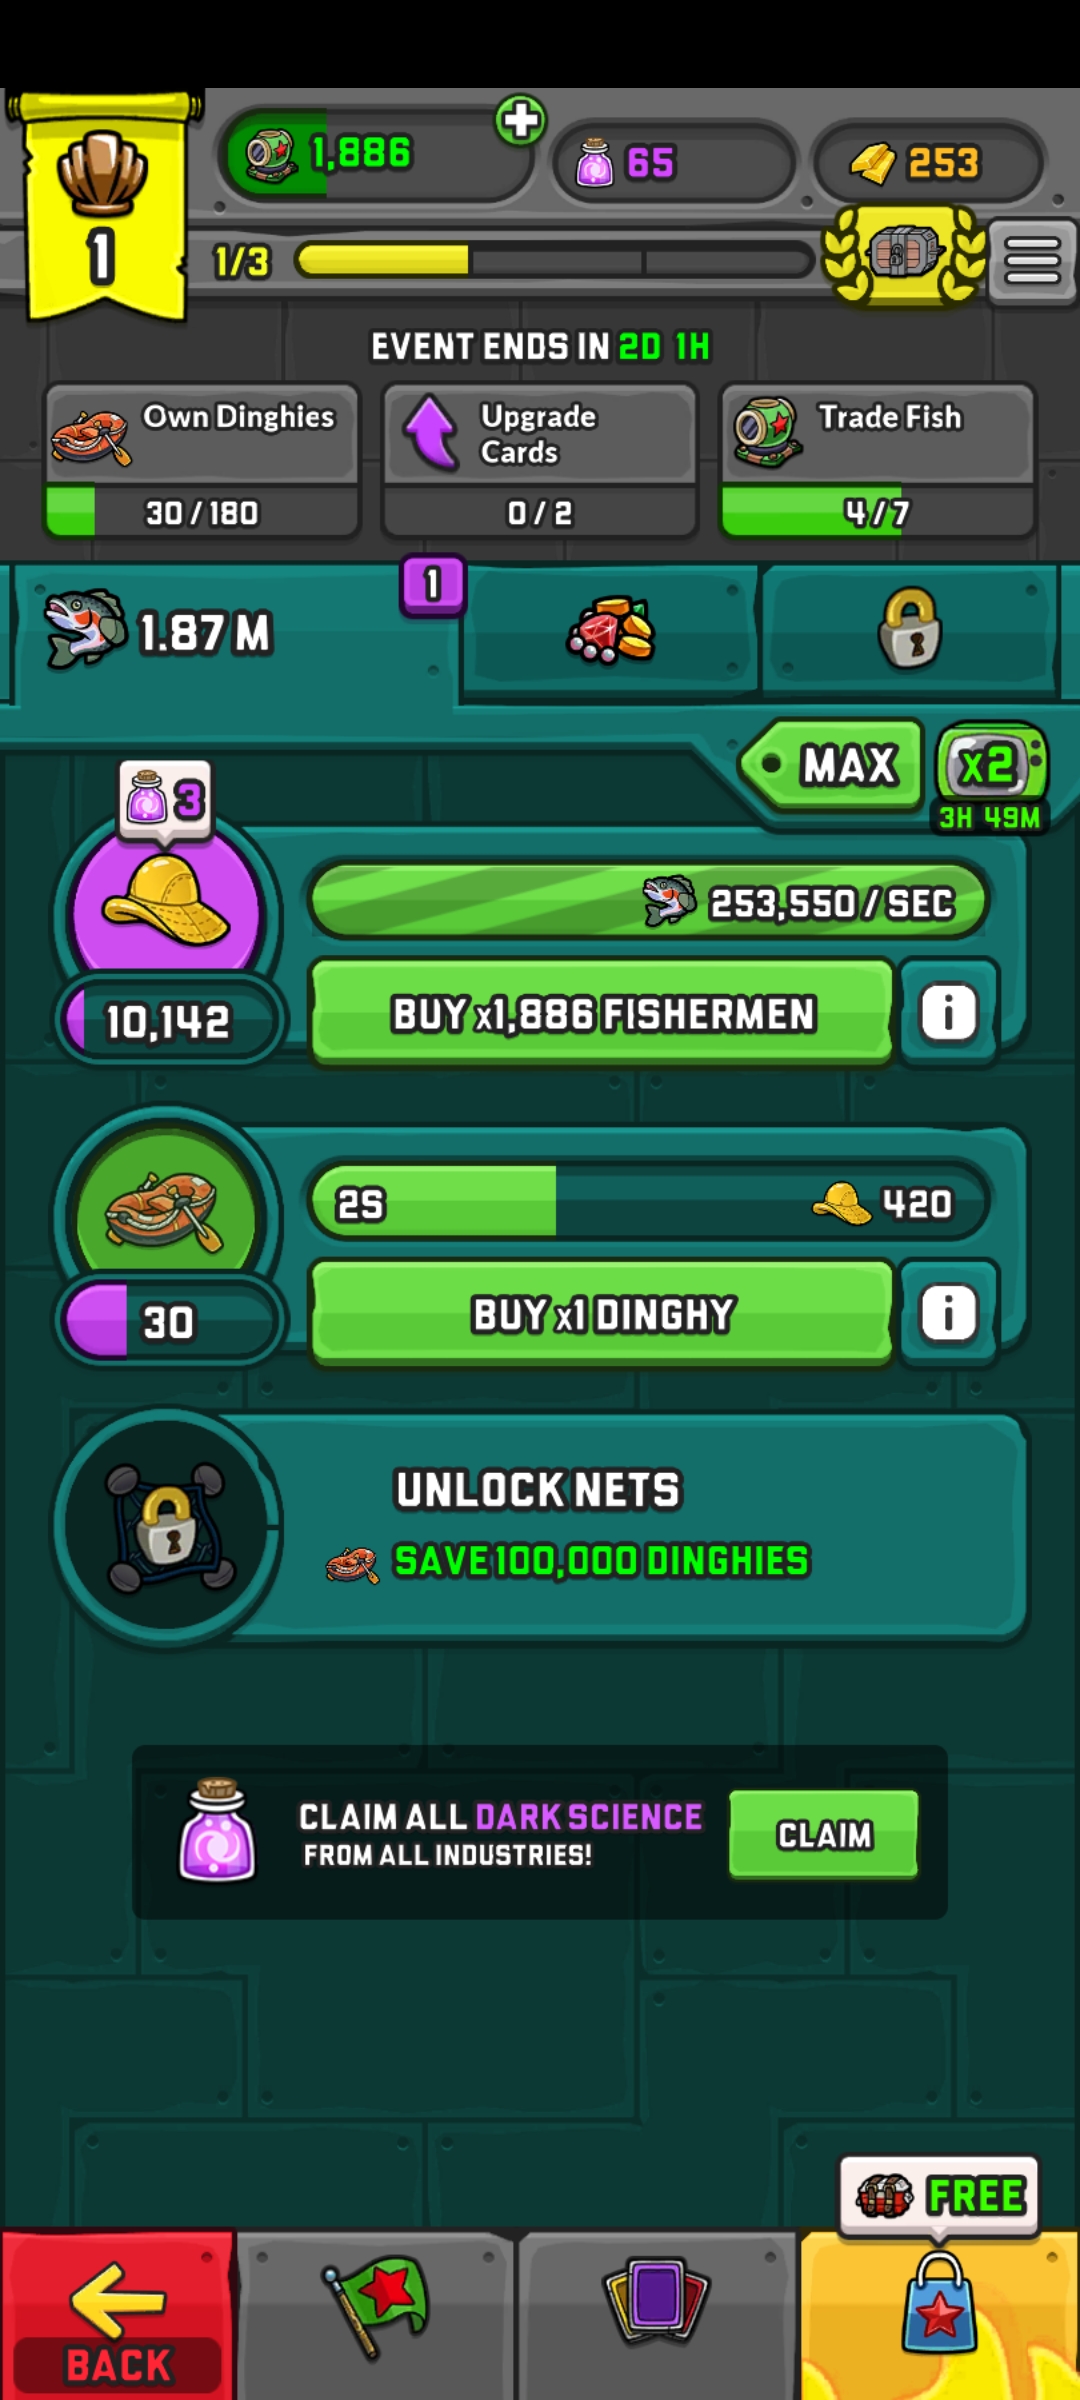 1
1,886
65
253
1/3
EVENT ENDS IN 2D 1H
Own Dinghies
30/180
Upgrade
Cards
0/2
Trade Fish
4/7
1.87 M
1
MAX
x2
3H 49M
3
253,550/SEC
10,142
BUY x1,886 FISHERMEN
i
2S
420
30
BUY x1 DINGHY
i
UNLOCK NETS
SAVE 100,000 DINGHIES
CLAIM ALL DARK SCIENCE
FROM ALL INDUSTRIES!
CLAIM
FREE
BACK